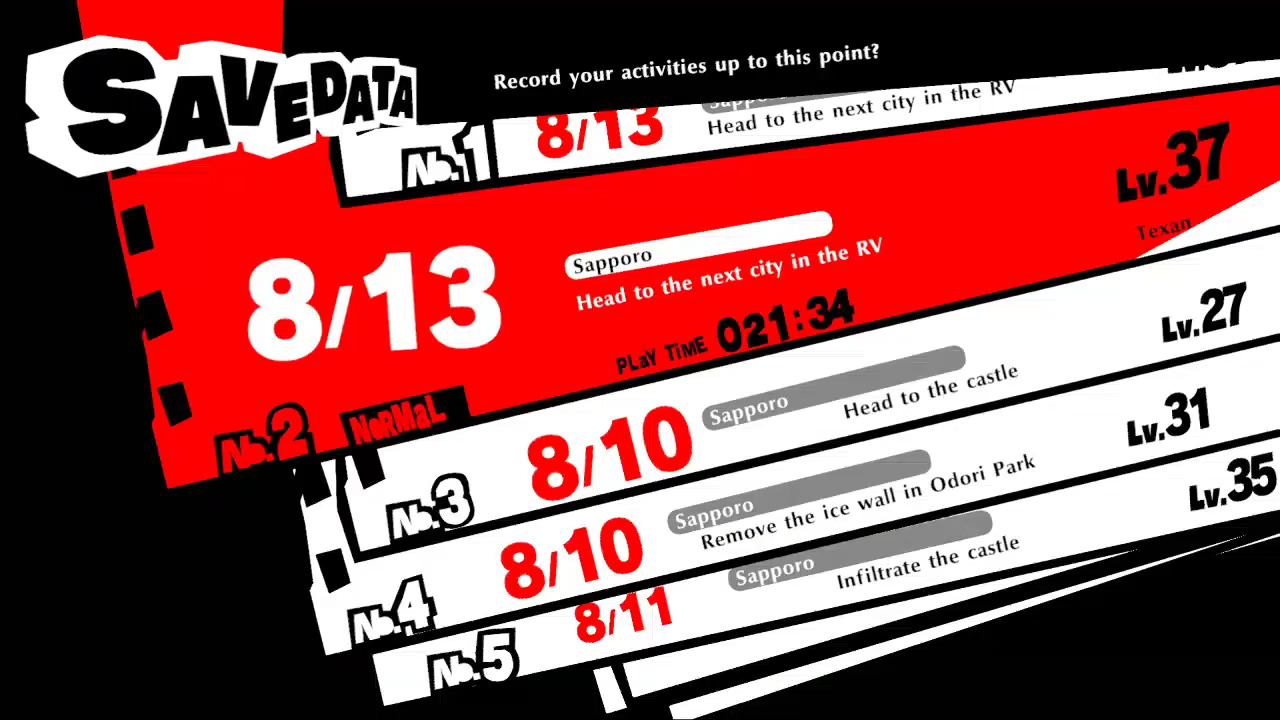 SAVEDATA
Record your activities up to this point?
No.1
8/13
Head to the next city in the RV
Lv.37
8/13
Sapporo
Head to the next city in the RV
Texan
PLaY TiME 021:34
No.2
NoRMaL
No.3
8/10
Sapporo
Head to the castle
Lv.27
No.4
8/10
Sapporo
Remove the ice wall in Odori Park
Lv.31
No.5
8/11
Sapporo
Infiltrate the castle
Lv.35